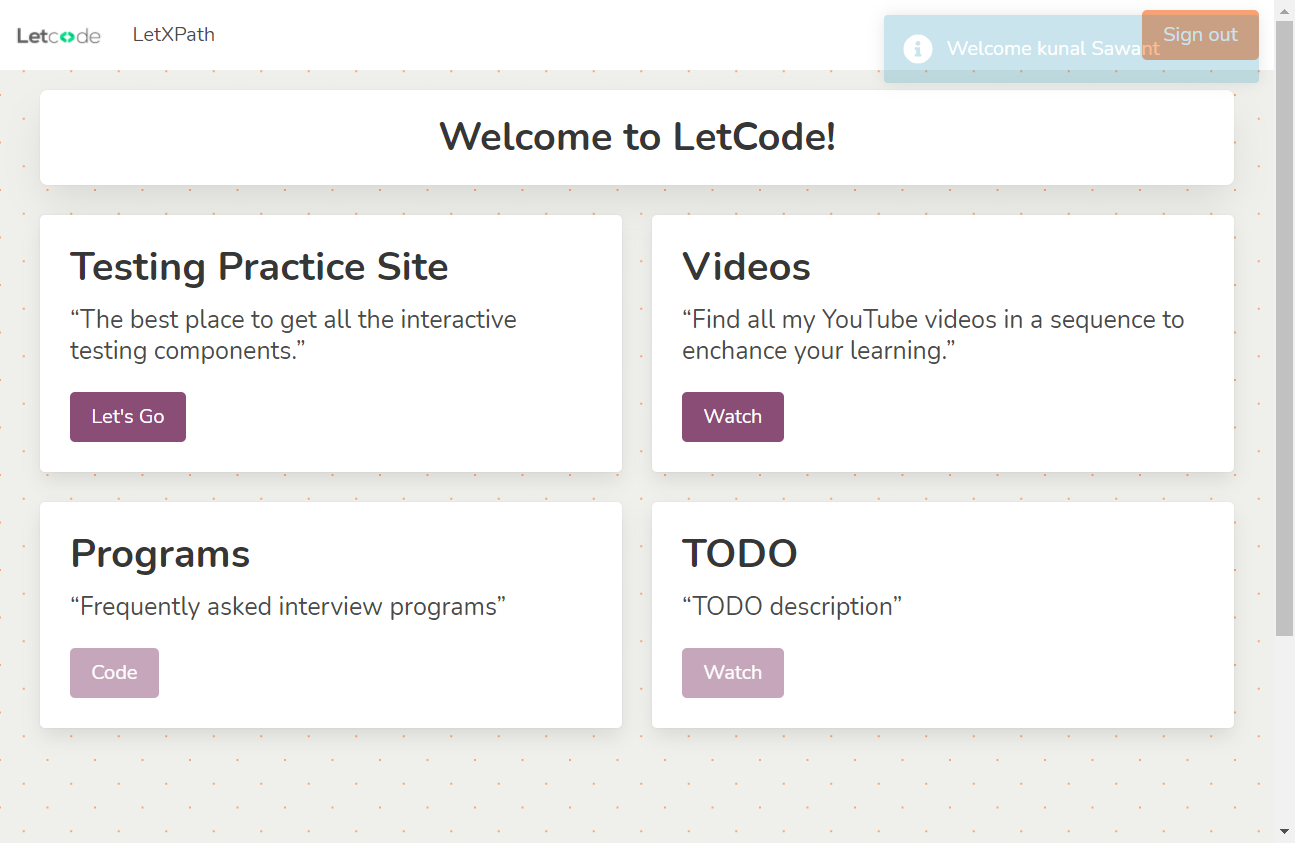 Letcode
LetXPath
Welcome kunal Sawant
Sign out
Welcome to LetCode!
Testing Practice Site
“The best place to get all the interactive
testing components.”
Let's Go
Videos
“Find all my YouTube videos in a sequence to
enchance your learning.”
Watch
Programs
“Frequently asked interview programs”
Code
TODO
“TODO description”
Watch